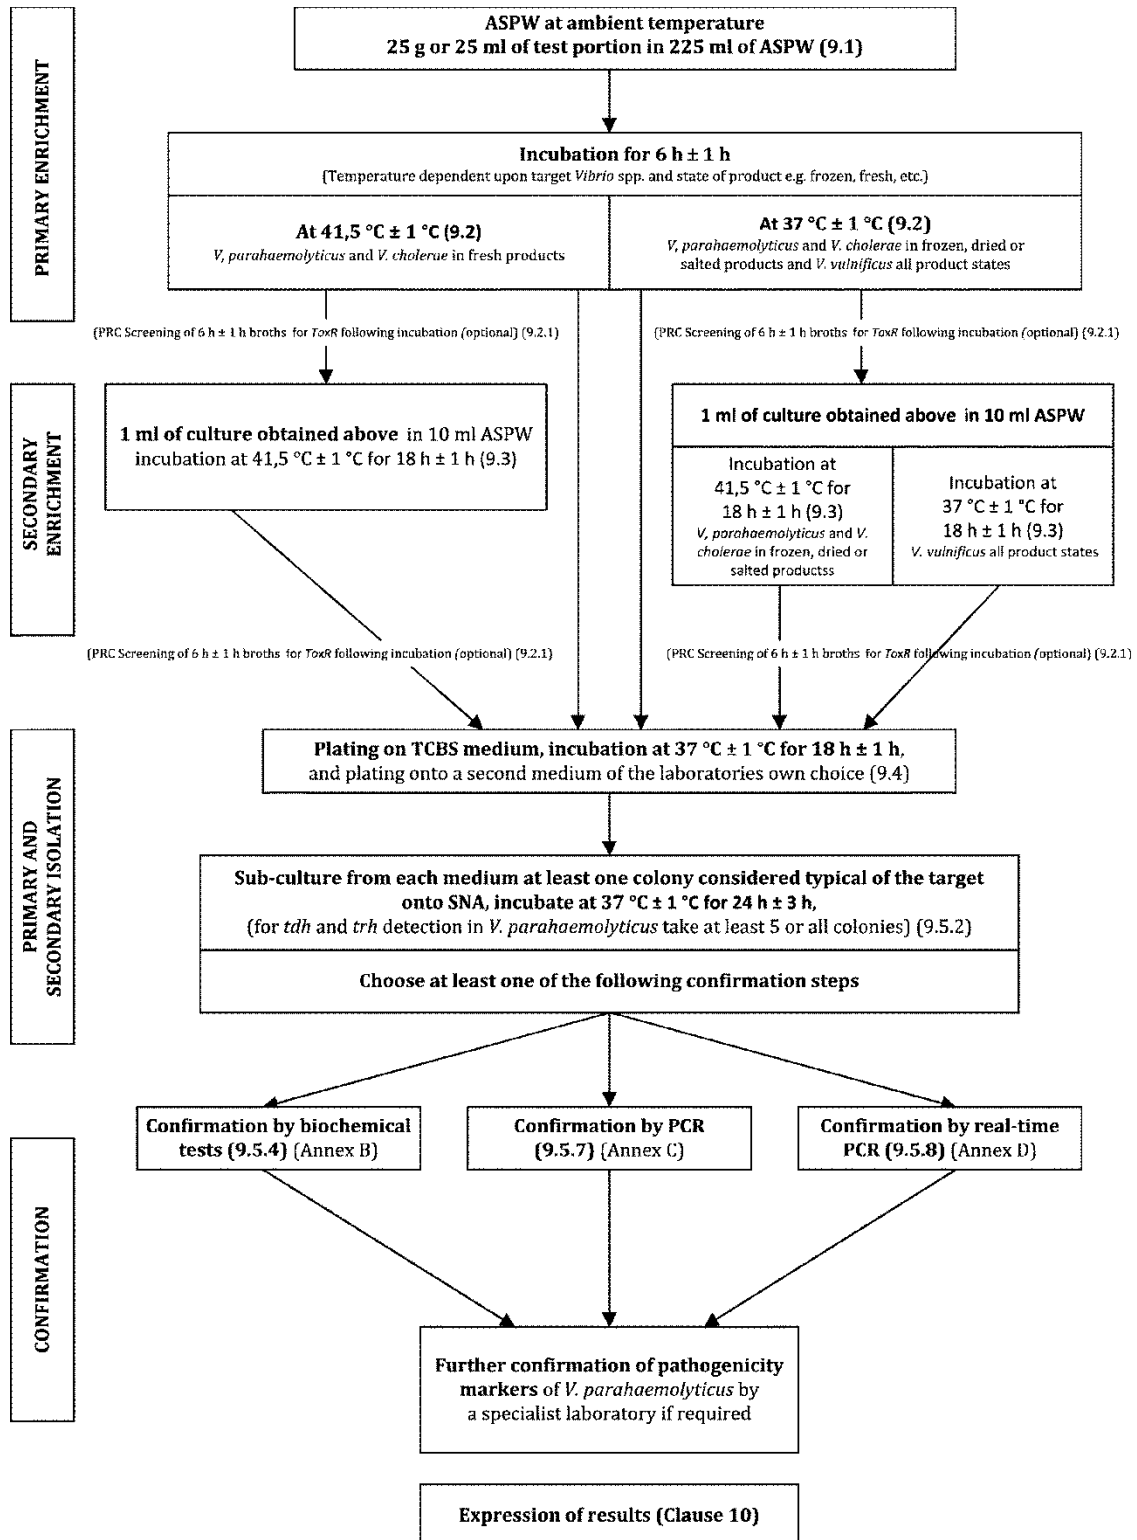 PRIMARY ENRICHMENT
ASPW at ambient temperature
25 g or 25 ml of test portion in 225 ml of ASPW (9.1)
Incubation for 6 h ± 1 h
(Temperature dependent upon target Vibrio spp. and state of product e.g. frozen, fresh, etc.)
At 41,5 °C ± 1 °C (9.2)
V, parahaemolyticus and V. cholerae in fresh products
At 37 °C ± 1 °C (9.2)
V, parahaemolyticus and V. cholerae in frozen, dried or
salted products and V. vulnificus all product states
(PRC Screening of 6 h ± 1 h broths for ToxR following incubation (optional) (9.2.1)
(PRC Screening of 6 h ± 1 h broths for ToxR following incubation (optional) (9.2.1)
SECONDARY
ENRICHMENT
1 ml of culture obtained above in 10 ml ASPW
incubation at 41,5 °C ± 1 °C for 18 h ± 1 h (9.3)
1 ml of culture obtained above in 10 ml ASPW
Incubation at
41,5 °C ± 1 °C for
18 h ± 1 h (9.3)
V, parahaemolyticus and V.
cholerae in frozen, dried or
salted productss
Incubation at
37 °C ± 1 °C for
18 h ± 1 h (9.3)
V. vulnificus all product states
(PRC Screening of 6 h ± 1 h broths for ToxR following incubation (optional) (9.2.1)
(PRC Screening of 6 h ± 1 h broths for ToxR following incubation (optional) (9.2.1)
PRIMARY AND
SECONDARY ISOLATION
Plating on TCBS medium, incubation at 37 °C ± 1 °C for 18 h ± 1 h,
and plating onto a second medium of the laboratories own choice (9.4)
Sub-culture from each medium at least one colony considered typical of the target
onto SNA, incubate at 37 °C ± 1 °C for 24 h ± 3 h,
(for tdh and trh detection in V. parahaemolyticus take at least 5 or all colonies) (9.5.2)
Choose at least one of the following confirmation steps
CONFIRMATION
Confirmation by biochemical
tests (9.5.4) (Annex B)
Confirmation by PCR
(9.5.7) (Annex C)
Confirmation by real-time
PCR (9.5.8) (Annex D)
Further confirmation of pathogenicity
markers of V. parahaemolyticus by
a specialist laboratory if required
Expression of results (Clause 10)